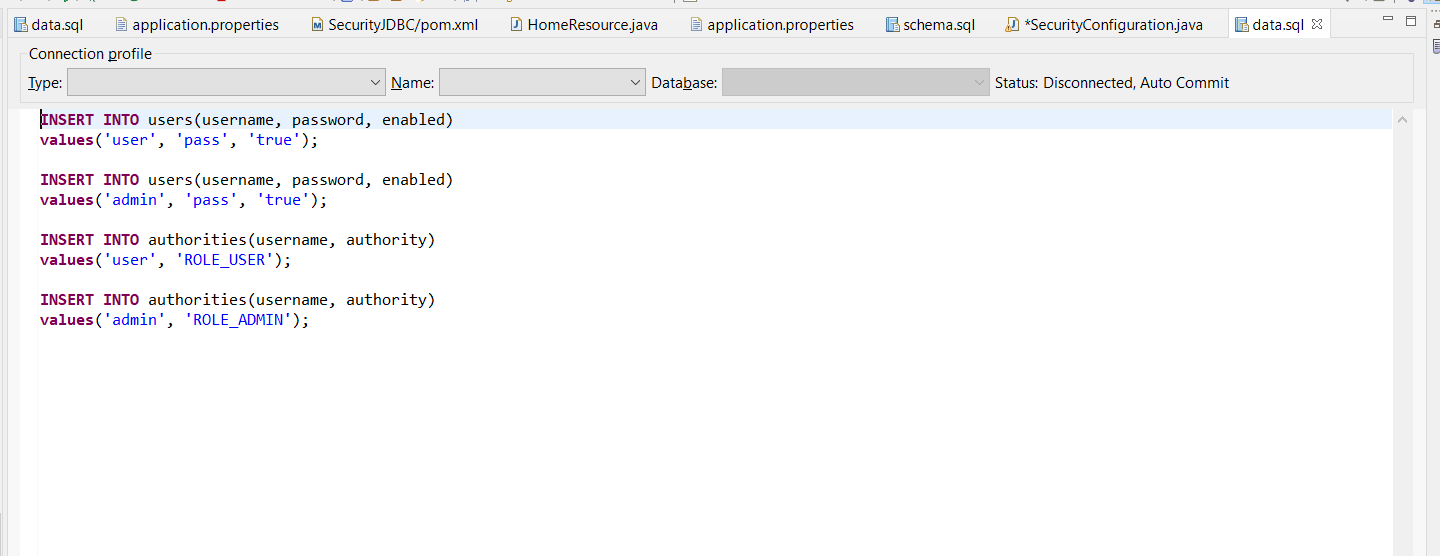 data.sql application.properties SecurityJDBC/pom.xml HomeResource.java application.properties schema.sql *SecurityConfiguration.java data.sql
Connection profile
Type: Name: Database: Status: Disconnected, Auto Commit
INSERT INTO users(username, password, enabled)
values('user', 'pass', 'true');
INSERT INTO users(username, password, enabled)
values('admin', 'pass', 'true');
INSERT INTO authorities(username, authority)
values('user', 'ROLE_USER');
INSERT INTO authorities(username, authority)
values('admin', 'ROLE_ADMIN');